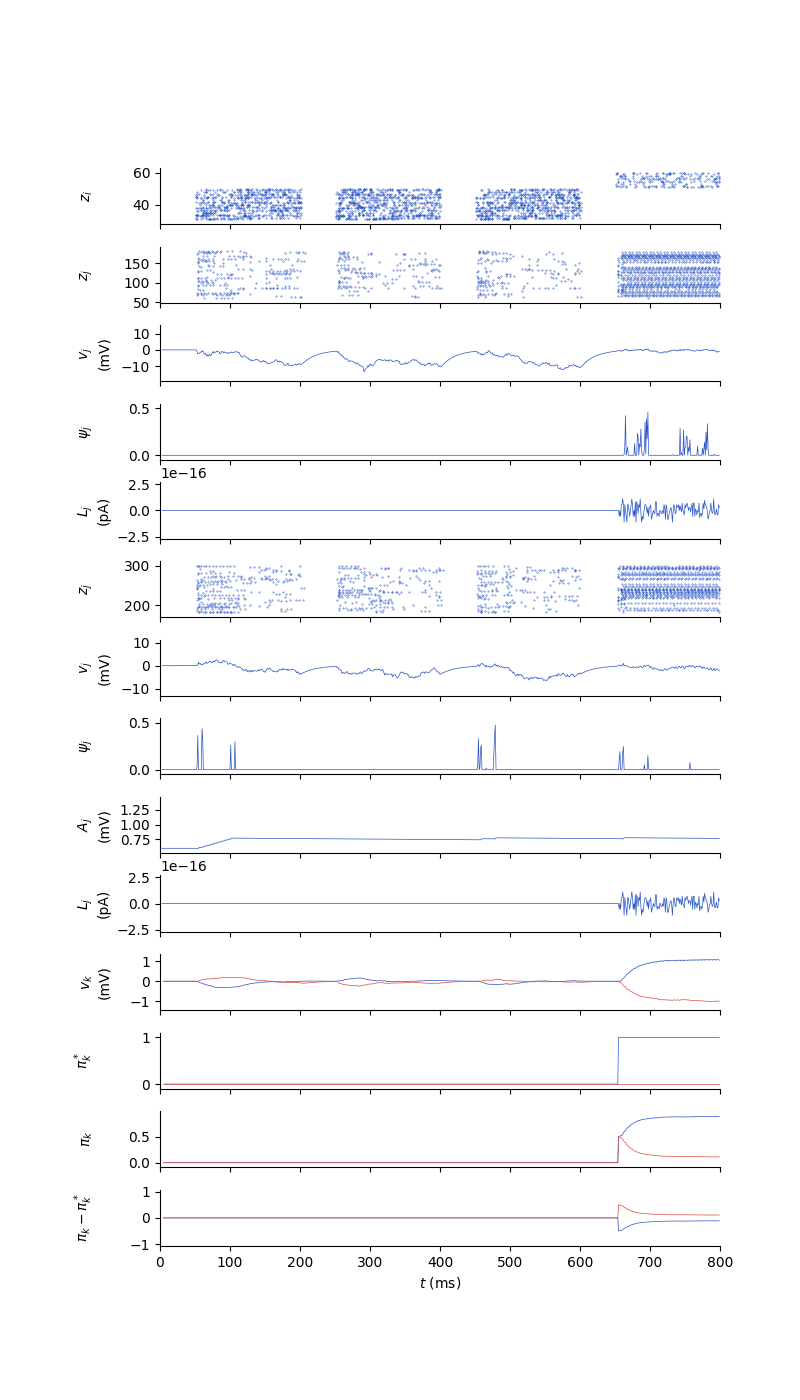 60
40
z_i
150
100
50
z_j
10
0
−10
v_j
(mV)
0.5
0.0
ψ_j
1e−16
2.5
0.0
−2.5
L_j
(pA)
300
200
z_j
10
0
−10
v_j
(mV)
0.5
0.0
ψ_j
1.25
1.00
0.75
A_j
(mV)
1e−16
2.5
0.0
−2.5
L_j
(pA)
1
0
−1
v_k
(mV)
1
0
π_k^*
0.5
0.0
π_k
1
0
−1
π_k − π_k^*
0 100 200 300 400 500 600 700 800
t (ms)